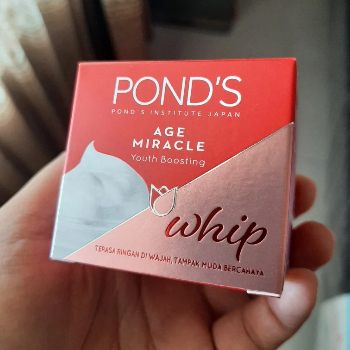 POND'S
POND'S INSTITUTE JAPAN
AGE
MIRACLE
Youth Boosting
whip
TERASA RINGAN DI WAJAH, TAMPAK MUDA BERCAHAYA